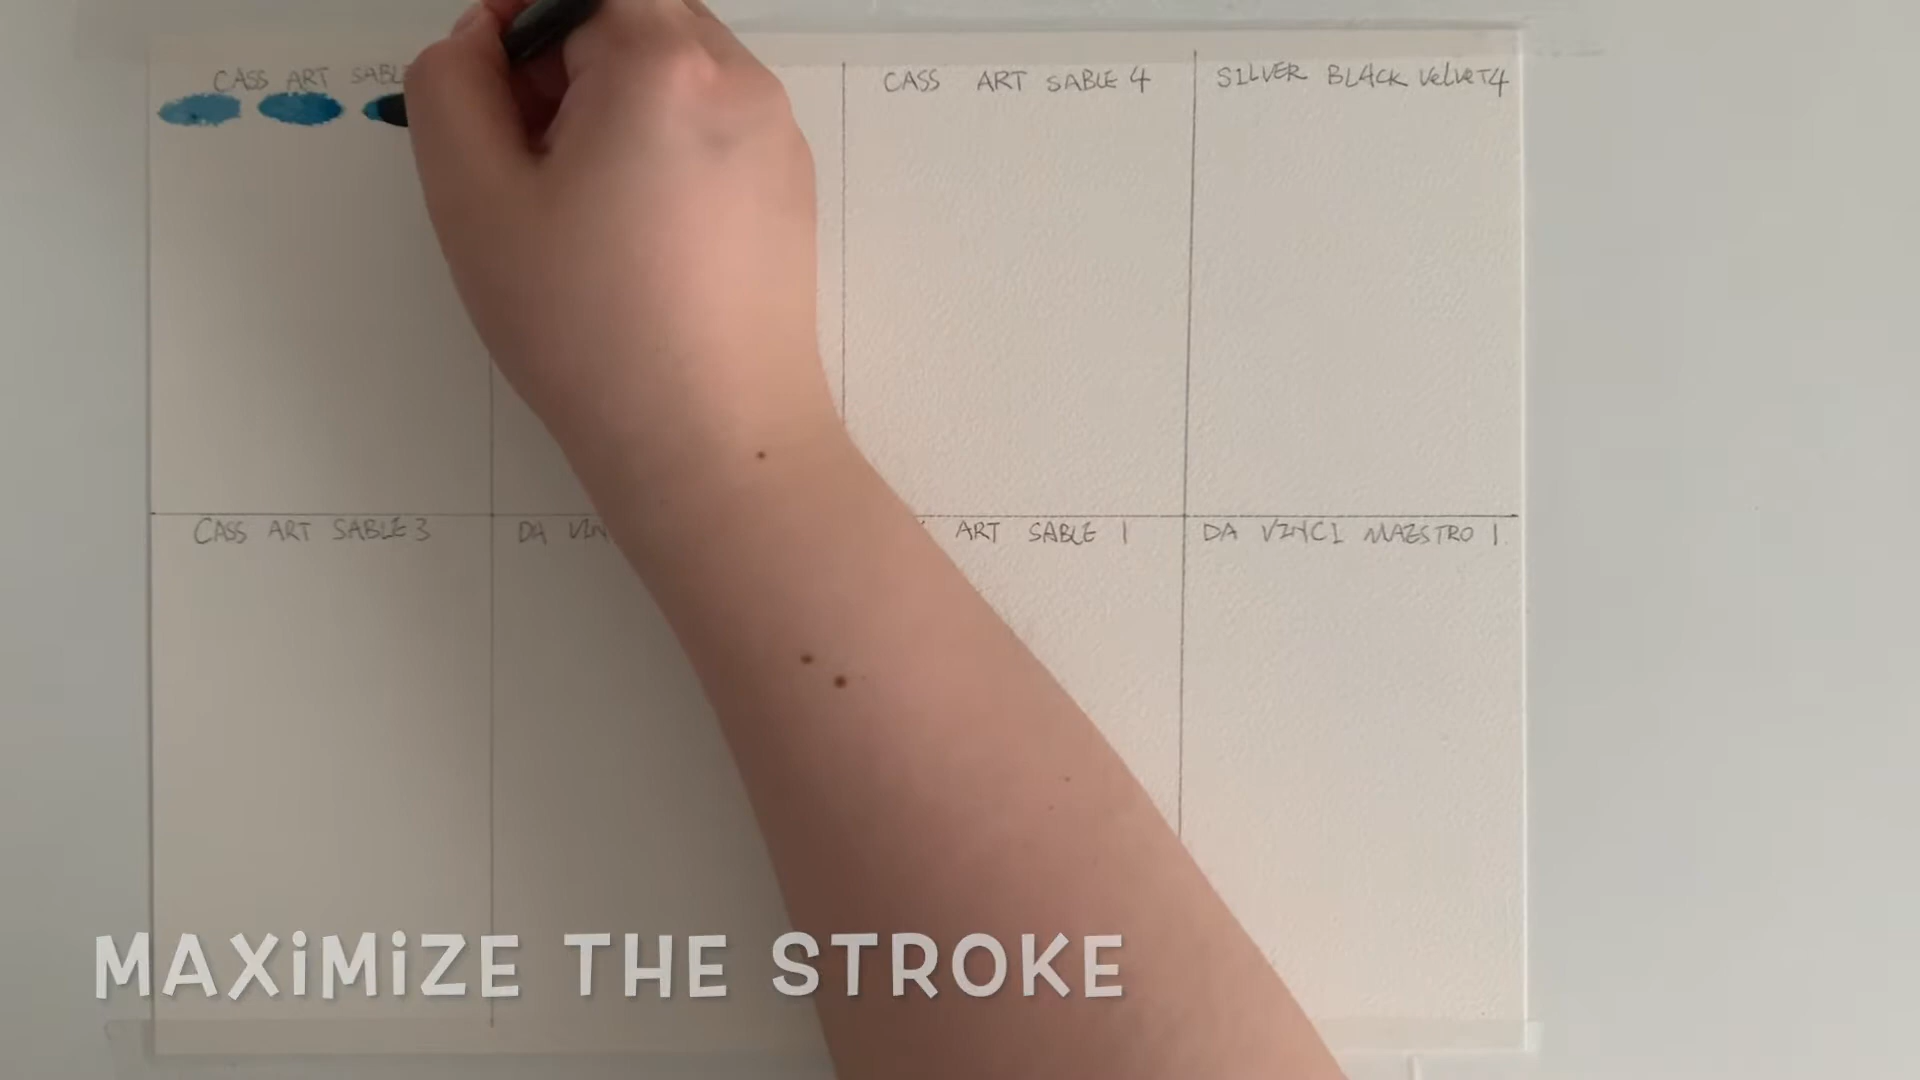 CASS ART SABLE
CASS ART SABLE 4
SILVER BLACK VELVET 4
CASS ART SABLE 3
DA
ART SABLE 1
DA VINCI MAESTRO 1
MAXiMiZE THE STROKE